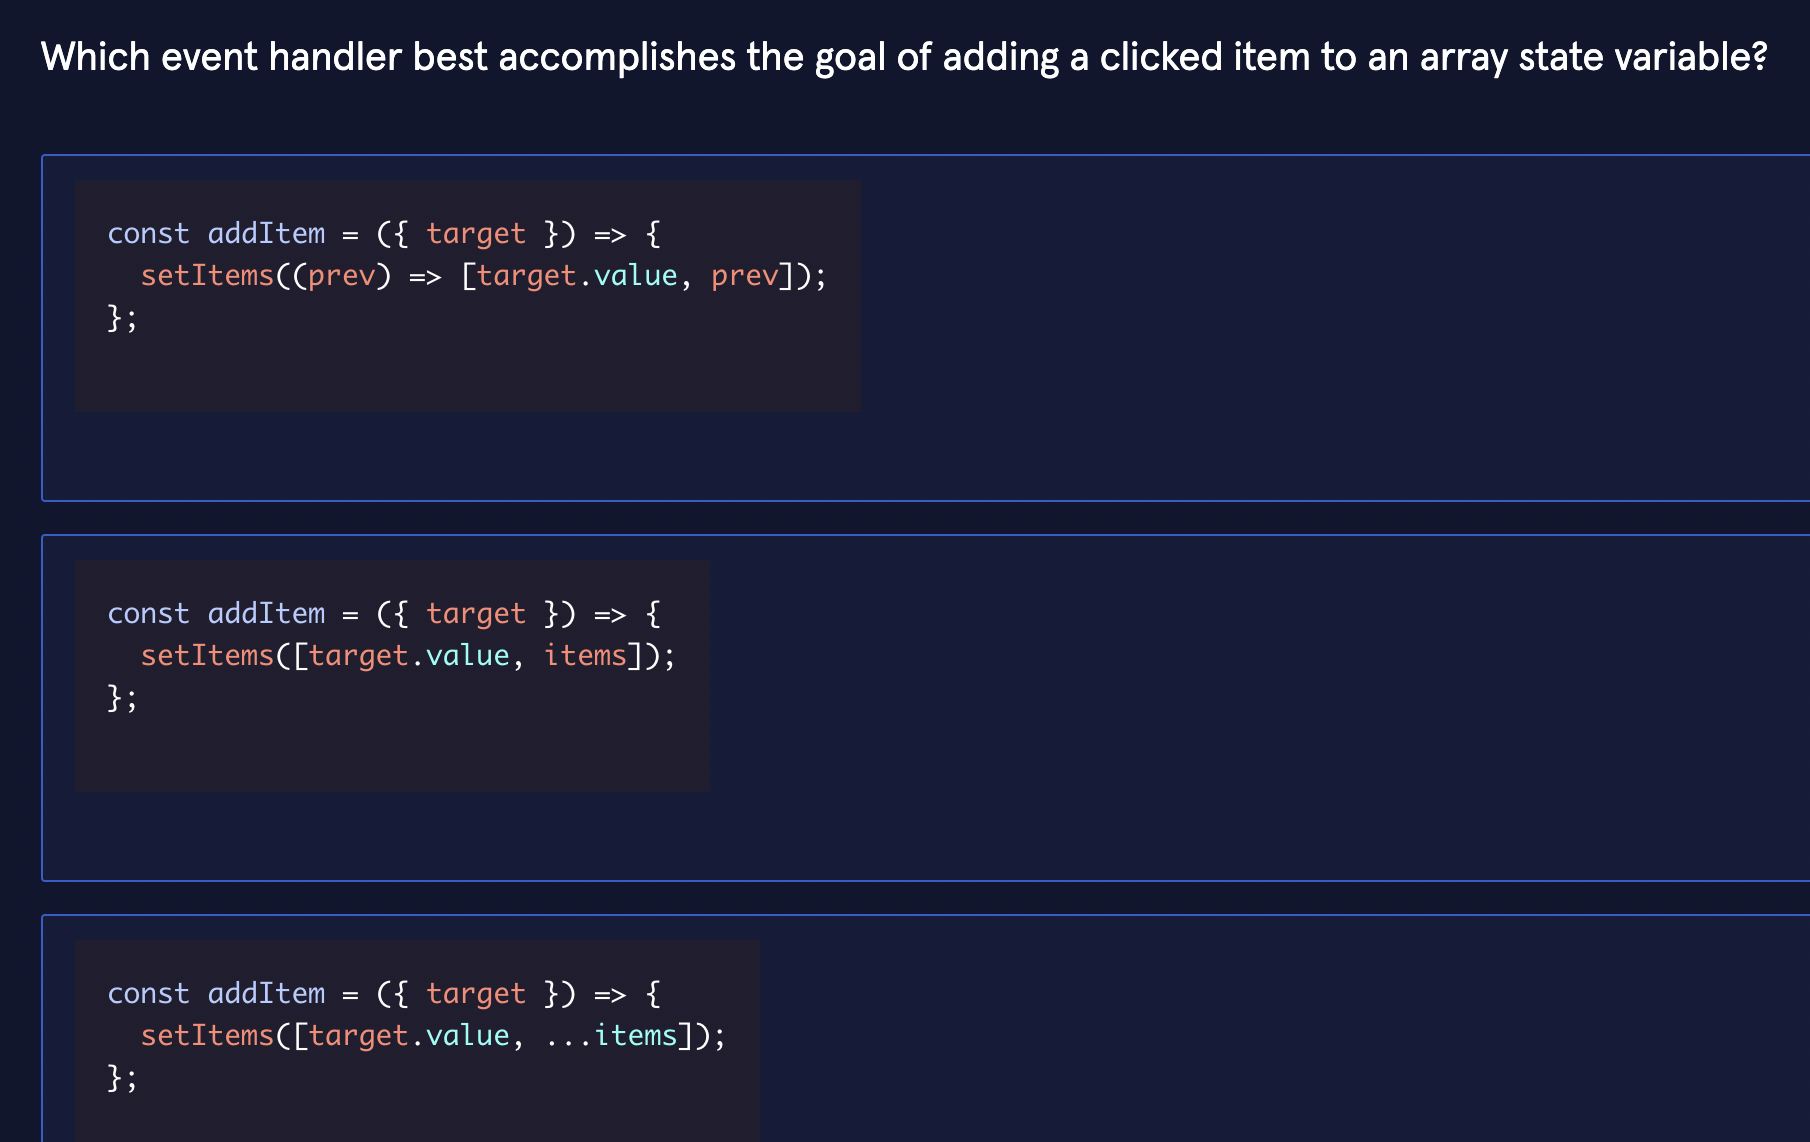 Which event handler best accomplishes the goal of adding a clicked item to an array state variable?
const addItem = ({ target }) => {
  setItems((prev) => [target.value, prev]);
};
const addItem = ({ target }) => {
  setItems([target.value, items]);
};
const addItem = ({ target }) => {
  setItems([target.value, ...items]);
};